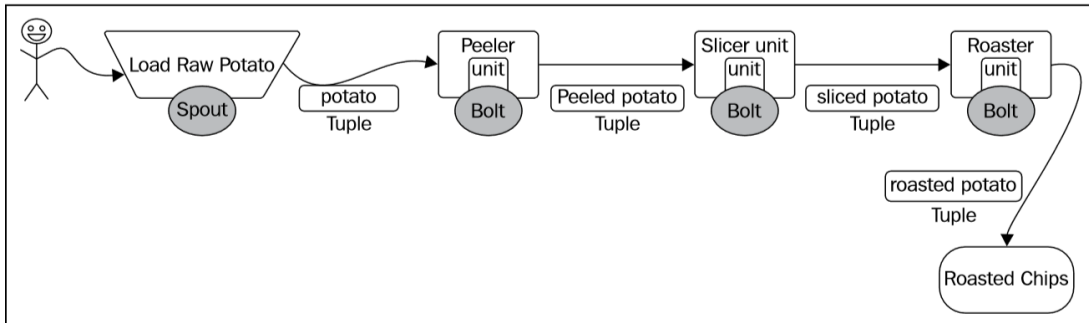 Load Raw Potato
Spout
potato
Tuple
Peeler
unit
Bolt
Peeled potato
Tuple
Slicer unit
unit
Bolt
sliced potato
Tuple
Roaster
unit
Bolt
roasted potato
Tuple
Roasted Chips